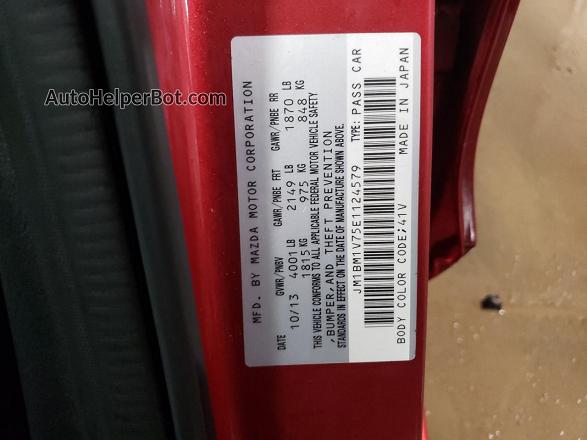 AutoHelperBot.com
MFD. BY MAZDA MOTOR CORPORATION
DATE GVWR/PNBV GAWR/PNBE FRT GAWR/PNBE RR
10/13 4001 LB 2149 LB 1870 LB
1815 KG 975 KG 848 KG
THIS VEHICLE CONFORMS TO ALL APPLICABLE FEDERAL MOTOR VEHICLE SAFETY
,BUMPER,AND THEFT PREVENTION
STANDARDS IN EFFECT ON THE DATE OF MANUFACTURE SHOWN ABOVE.
JM1BM1V75E1124579 TYPE: PASS CAR
BODY COLOR CODE;41V MADE IN JAPAN